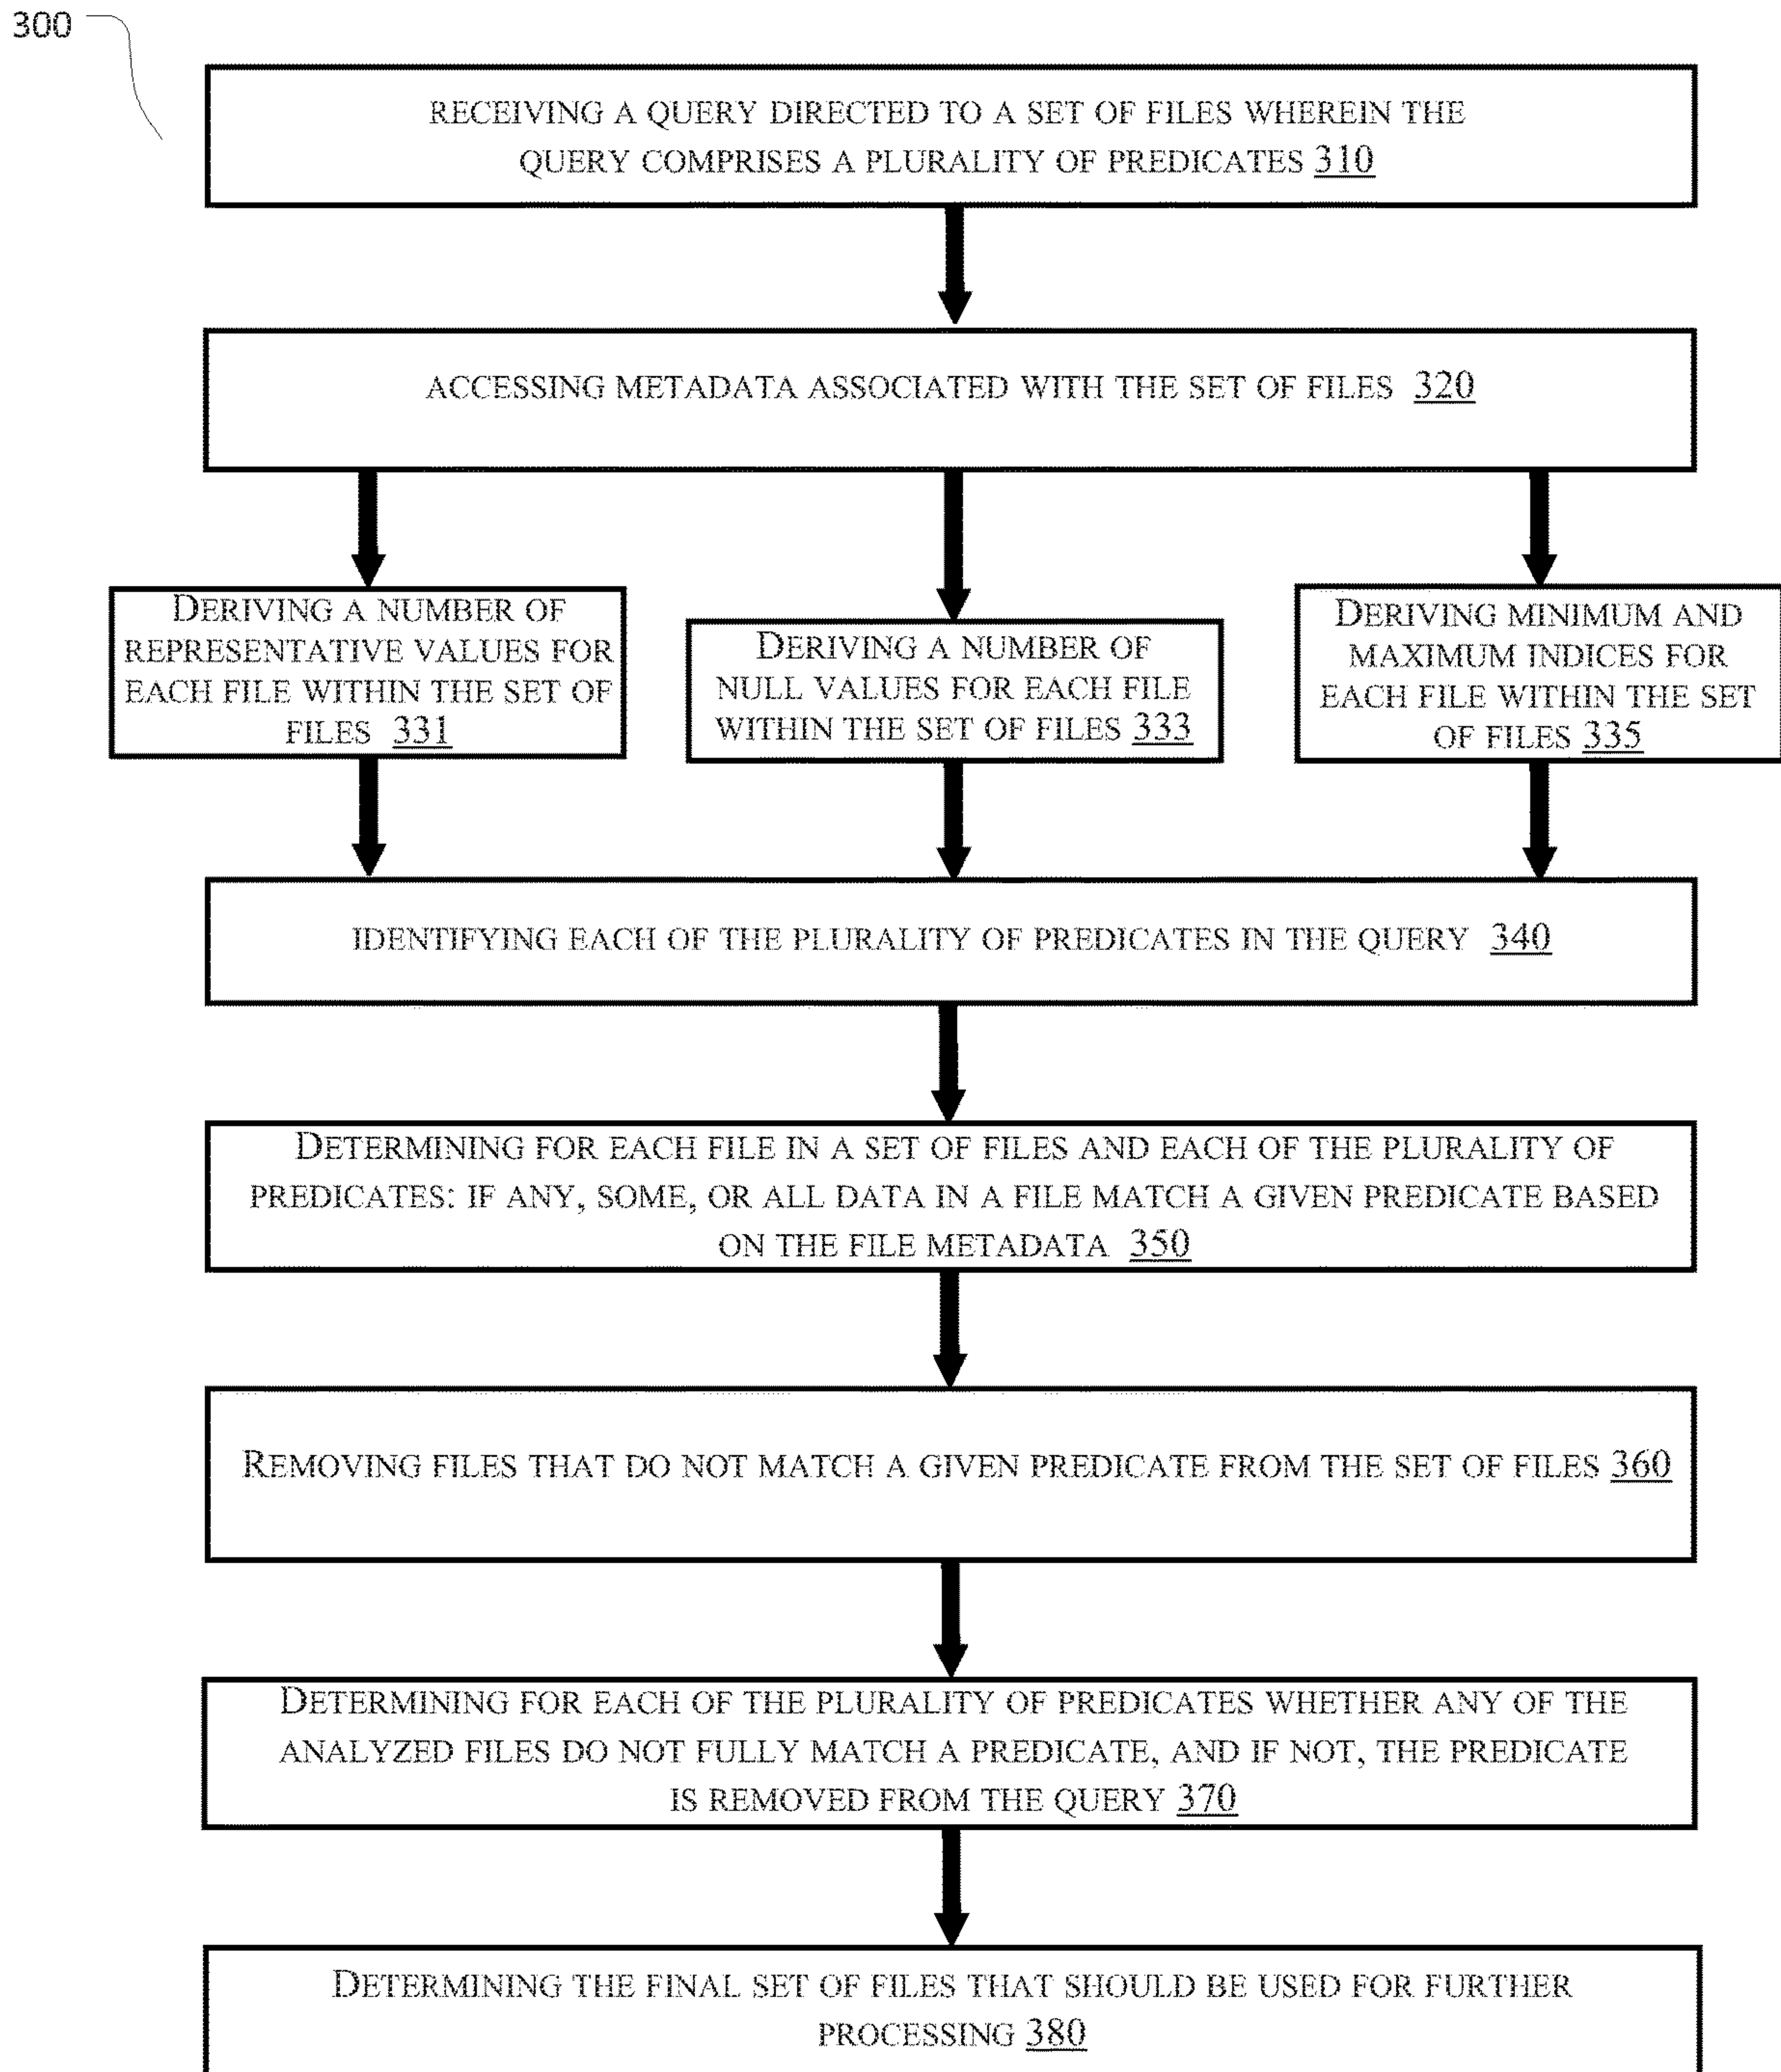 300
RECEIVING A QUERY DIRECTED TO A SET OF FILES WHEREIN THE
QUERY COMPRISES A PLURALITY OF PREDICATES 310
ACCESSING METADATA ASSOCIATED WITH THE SET OF FILES 320
DERIVING A NUMBER OF
REPRESENTATIVE VALUES FOR
EACH FILE WITHIN THE SET OF
FILES 331
DERIVING A NUMBER OF
NULL VALUES FOR EACH FILE
WITHIN THE SET OF FILES 333
DERIVING MINIMUM AND
MAXIMUM INDICES FOR
EACH FILE WITHIN THE SET
OF FILES 335
IDENTIFYING EACH OF THE PLURALITY OF PREDICATES IN THE QUERY 340
DETERMINING FOR EACH FILE IN A SET OF FILES AND EACH OF THE PLURALITY OF
PREDICATES: IF ANY, SOME, OR ALL DATA IN A FILE MATCH A GIVEN PREDICATE BASED
ON THE FILE METADATA 350
REMOVING FILES THAT DO NOT MATCH A GIVEN PREDICATE FROM THE SET OF FILES 360
DETERMINING FOR EACH OF THE PLURALITY OF PREDICATES WHETHER ANY OF THE
ANALYZED FILES DO NOT FULLY MATCH A PREDICATE, AND IF NOT, THE PREDICATE
IS REMOVED FROM THE QUERY 370
DETERMINING THE FINAL SET OF FILES THAT SHOULD BE USED FOR FURTHER
PROCESSING 380